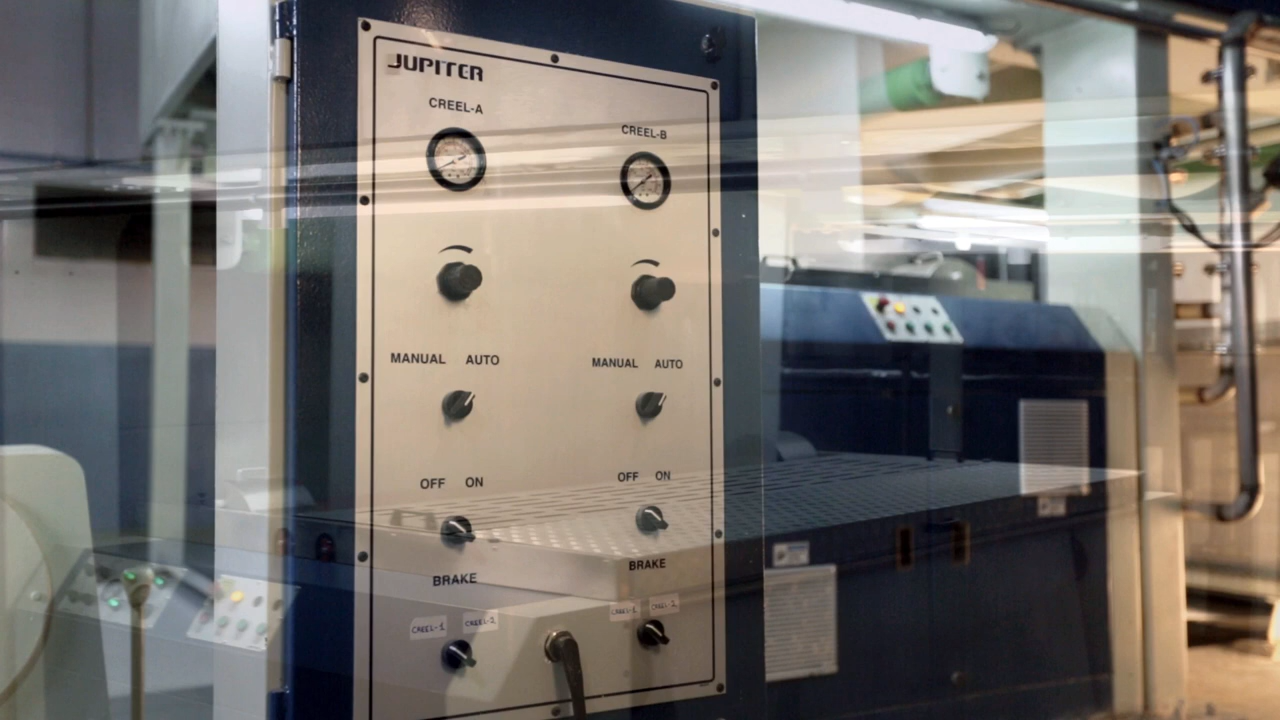 JUPITER
CREEL-A
CREEL-B
MANUAL AUTO
MANUAL AUTO
OFF ON
OFF ON
BRAKE
BRAKE
CREEL-1 CREEL-2
CREEL-1 CREEL-2